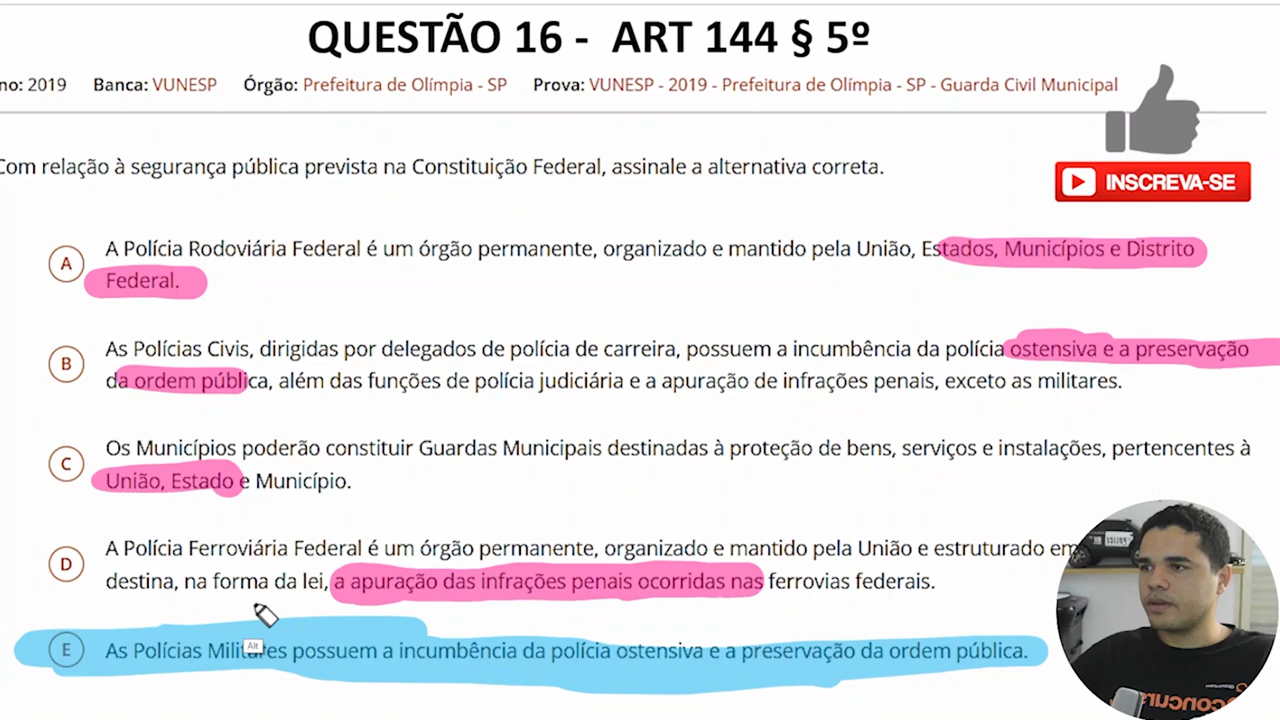 QUESTÃO 16 - ART 144 § 5º
no: 2019 Banca: VUNESP Órgão: Prefeitura de Olímpia - SP Prova: VUNESP - 2019 - Prefeitura de Olímpia - SP - Guarda Civil Municipal
Com relação à segurança pública prevista na Constituição Federal, assinale a alternativa correta.
INSCREVA-SE
A A Polícia Rodoviária Federal é um órgão permanente, organizado e mantido pela União, Estados, Municípios e Distrito
Federal.
B As Polícias Civis, dirigidas por delegados de polícia de carreira, possuem a incumbência da polícia ostensiva e a preservação
da ordem pública, além das funções de polícia judiciária e a apuração de infrações penais, exceto as militares.
C Os Municípios poderão constituir Guardas Municipais destinadas à proteção de bens, serviços e instalações, pertencentes à
União, Estado e Município.
D A Polícia Ferroviária Federal é um órgão permanente, organizado e mantido pela União e estruturado em
destina, na forma da lei, a apuração das infrações penais ocorridas nas ferrovias federais.
Alt
E As Polícias Militares possuem a incumbência da polícia ostensiva e a preservação da ordem pública.